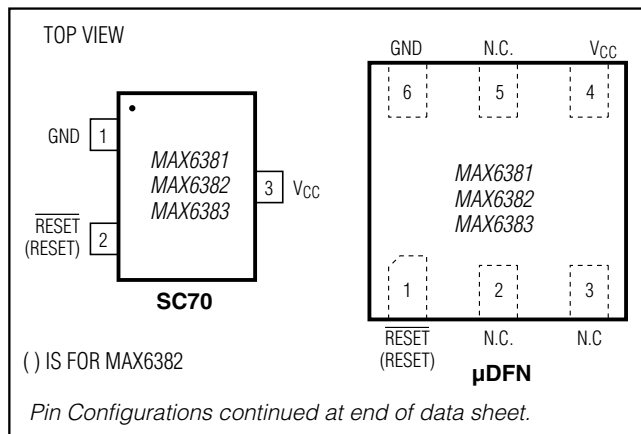 TOP VIEW
GND 1
MAX6381
MAX6382
MAX6383
3 VCC
RESET
(RESET) 2
SC70
GND N.C. VCC
6 5 4
MAX6381
MAX6382
MAX6383
1 2 3
RESET
(RESET) N.C. N.C
µDFN
( ) IS FOR MAX6382
Pin Configurations continued at end of data sheet.